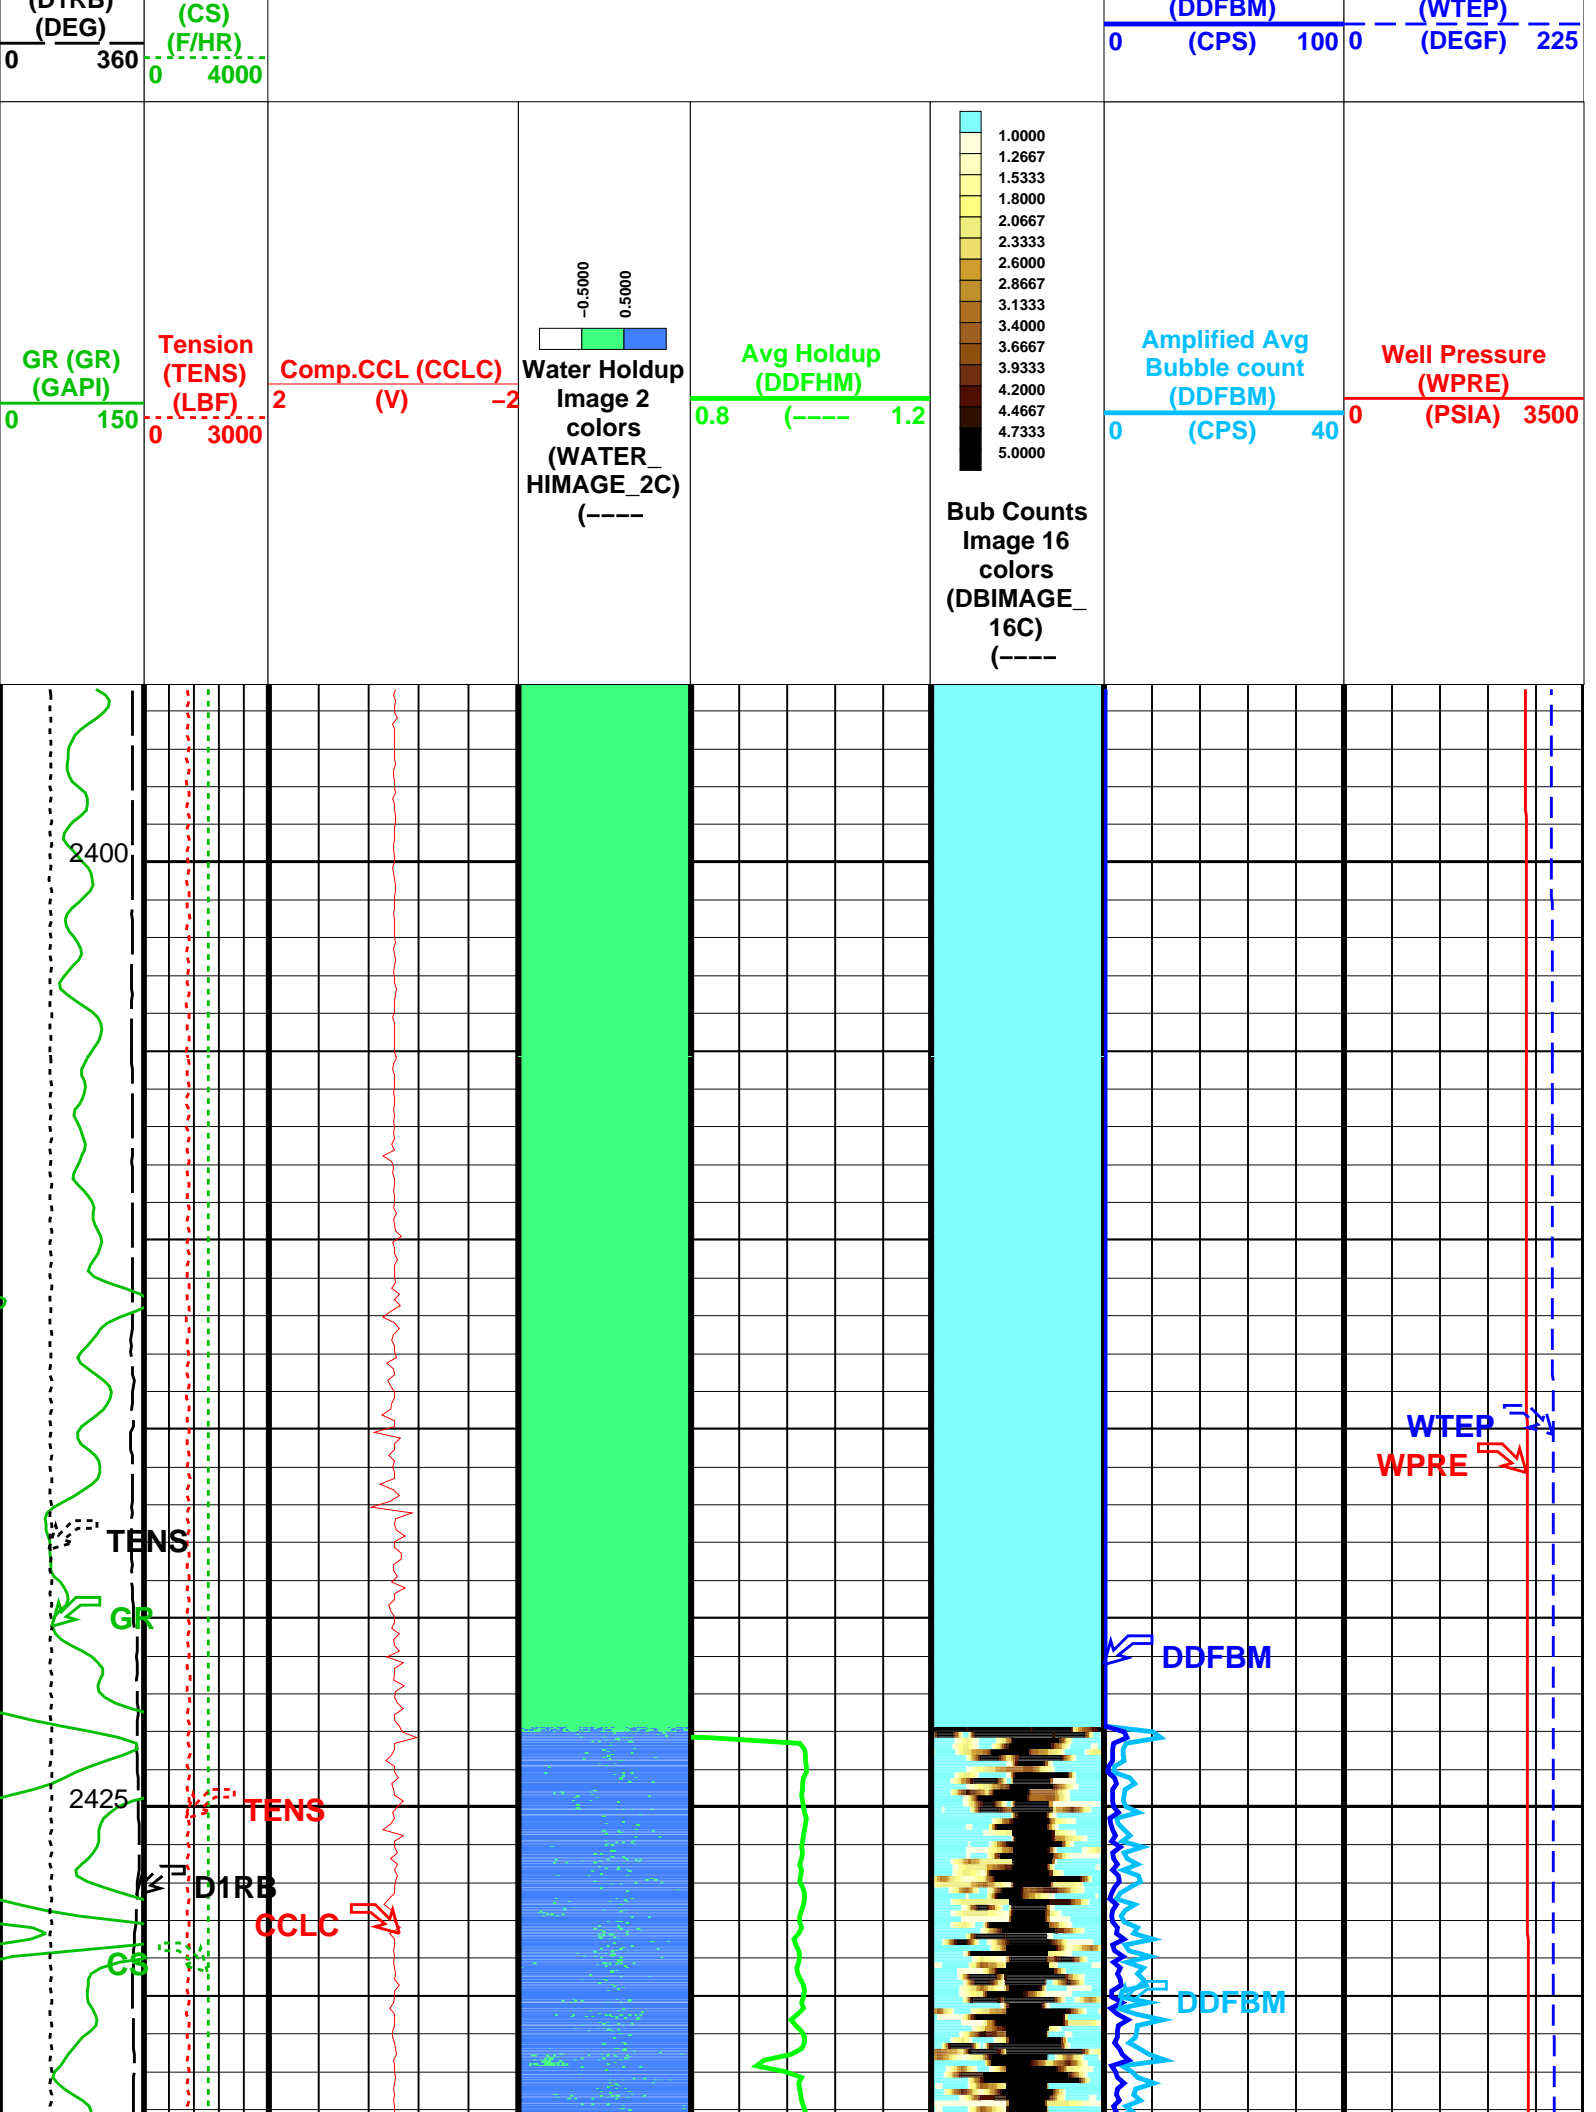 (D1RB)
(DEG)
0 360
(CS)
(F/HR)
0 4000
(DDFBM)
0 (CPS) 100
(WTEP)
0 (DEGF) 225
GR (GR)
(GAPI)
0 150
Tension
(TENS)
(LBF)
0 3000
Comp.CCL (CCLC)
2 (V) −2
−0.5000
0.5000
Water Holdup
Image 2
colors
(WATER_
HIMAGE_2C)
(−−−−
Avg Holdup
(DDFHM)
0.8 (−−−− 1.2
1.0000
1.2667
1.5333
1.8000
2.0667
2.3333
2.6000
2.8667
3.1333
3.4000
3.6667
3.9333
4.2000
4.4667
4.7333
5.0000
Bub Counts
Image 16
colors
(DBIMAGE_
16C)
(−−−−
Amplified Avg
Bubble count
(DDFBM)
0 (CPS) 40
Well Pressure
(WPRE)
0 (PSIA) 3500
2400
WTEP
WPRE
TENS
GR
DDFBM
2425
TENS
D1RB
CCLC
CS
DDFBM